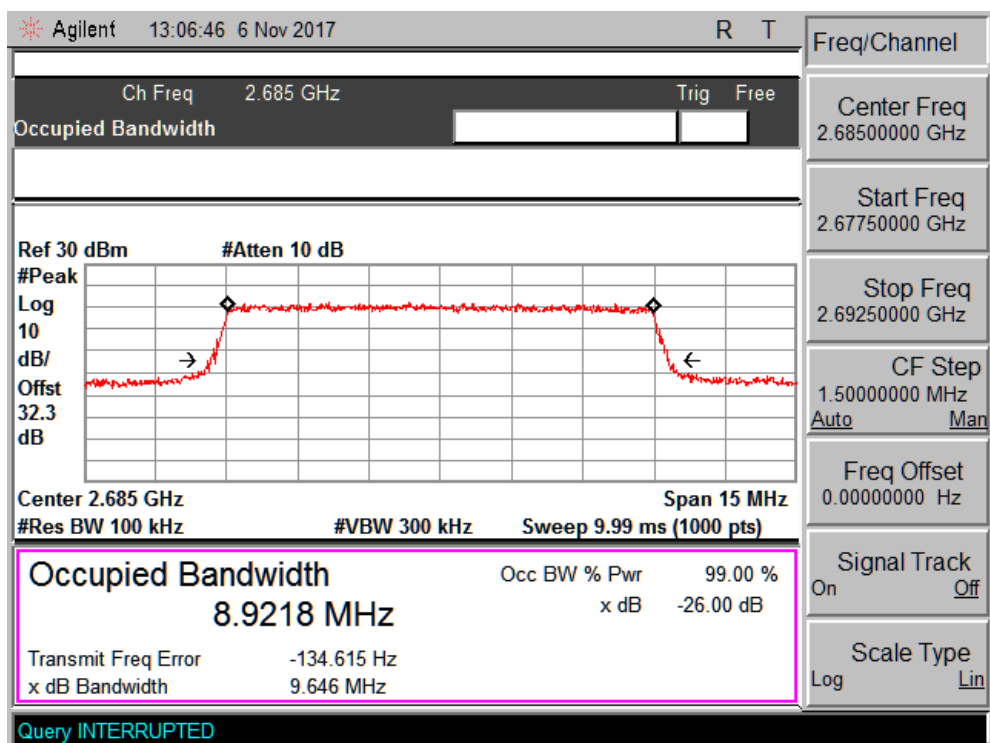 Agilent 13:06:46 6 Nov 2017 R T
Ch Freq 2.685 GHz Trig Free
Occupied Bandwidth
Ref 30 dBm #Atten 10 dB
#Peak
Log
10
dB/
Offst
32.3
dB
Center 2.685 GHz Span 15 MHz
#Res BW 100 kHz #VBW 300 kHz Sweep 9.99 ms (1000 pts)
Occupied Bandwidth Occ BW % Pwr 99.00 %
8.9218 MHz x dB -26.00 dB
Transmit Freq Error -134.615 Hz
x dB Bandwidth 9.646 MHz
Query INTERRUPTED
Freq/Channel
Center Freq
2.68500000 GHz
Start Freq
2.67750000 GHz
Stop Freq
2.69250000 GHz
CF Step
1.50000000 MHz
Auto Man
Freq Offset
0.00000000 Hz
Signal Track
On Off
Scale Type
Log Lin